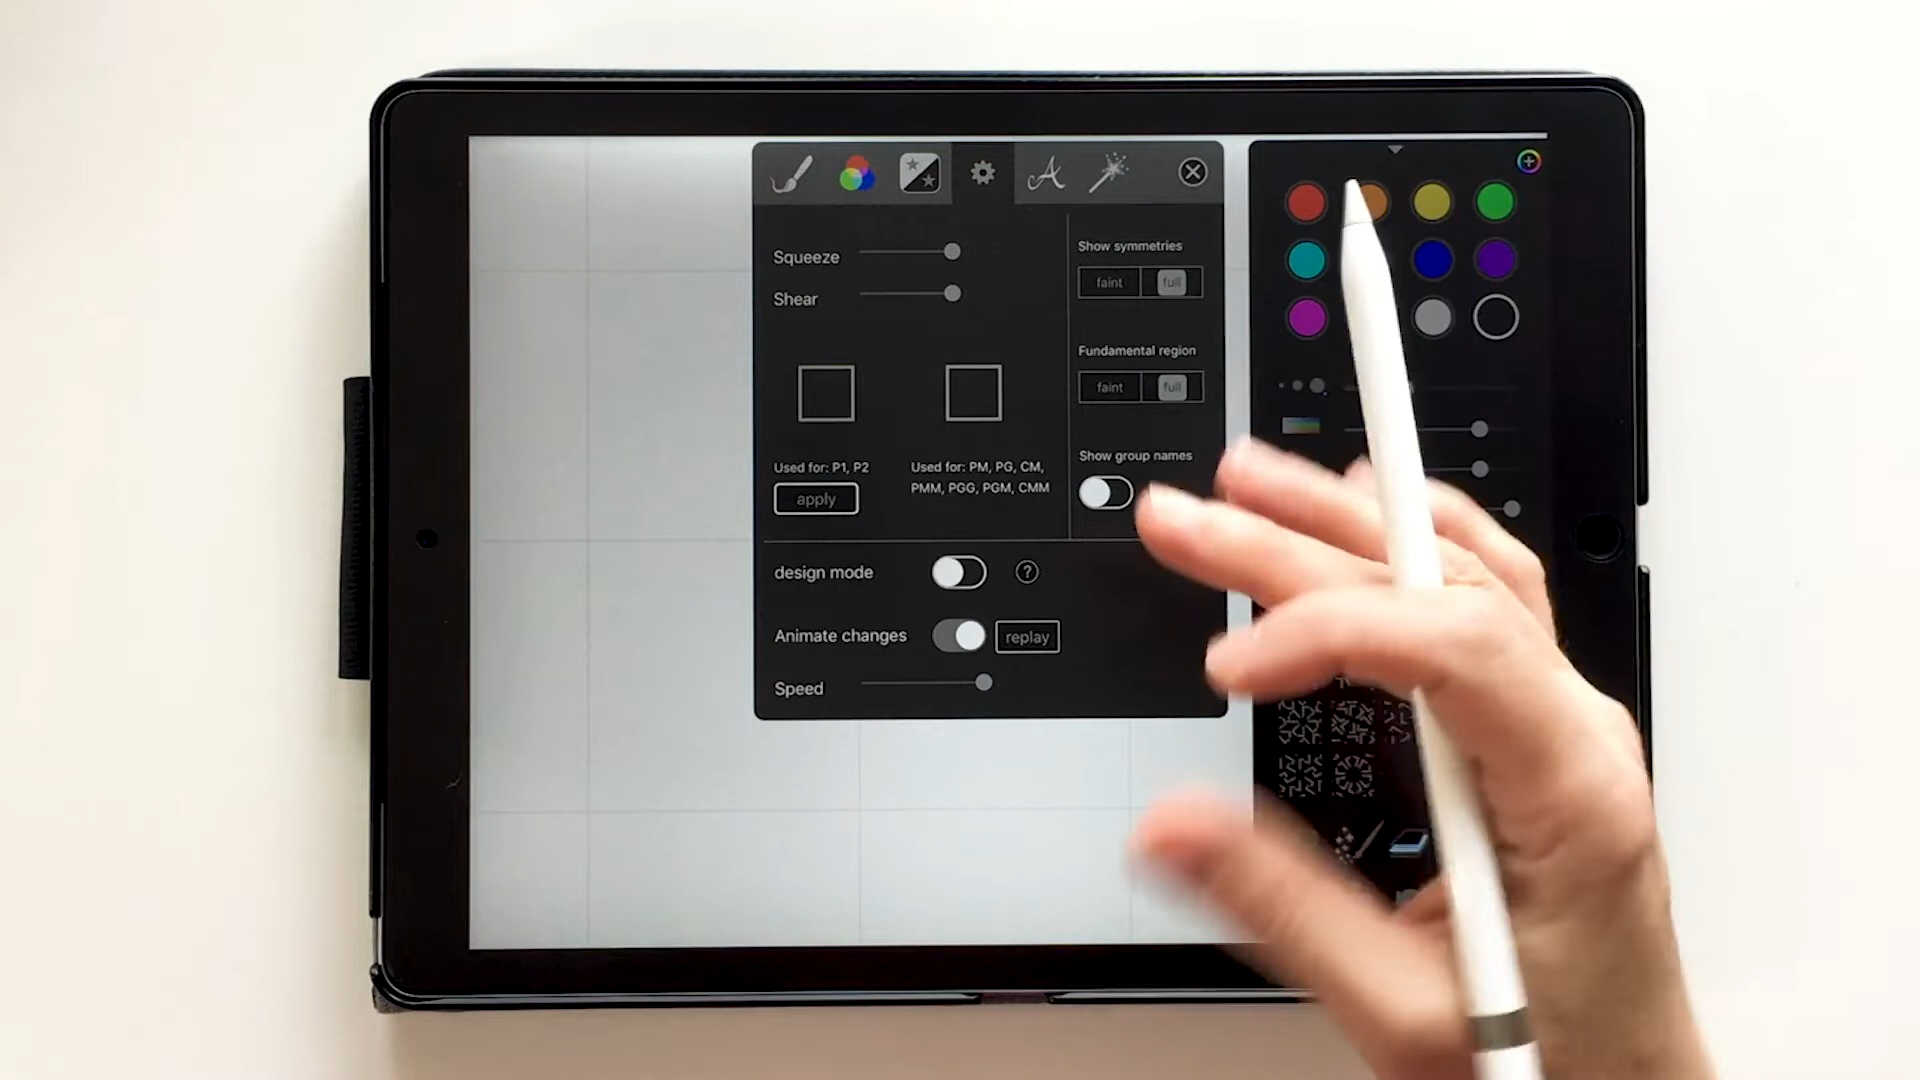 Squeeze
Shear
Used for: P1, P2
apply
Used for: PM, PG, CM,
PMM, PGG, PGM, CMM
Show symmetries
faint full
Fundamental region
faint full
Show group names
design mode ?
Animate changes replay
Speed